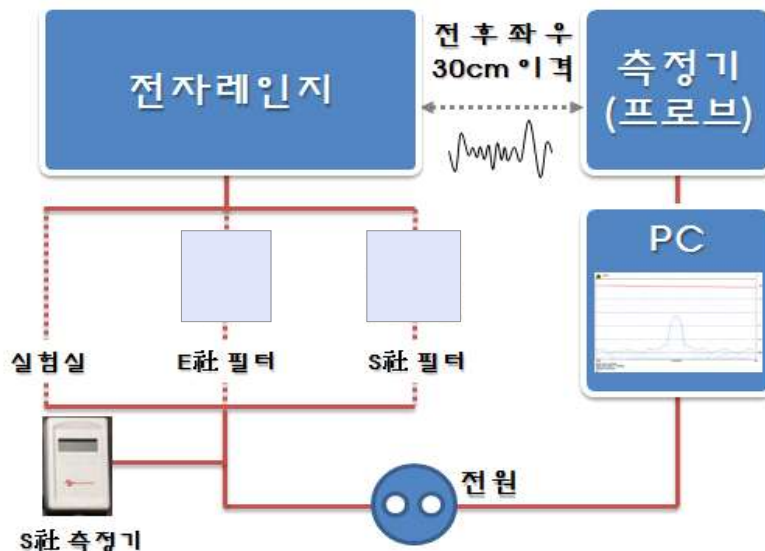 전자레인지
전 후 좌 우
30cm 이격
측정기
(프로브)
PC
실험실
E社 필터
S社 필터
전원
S社 측정기